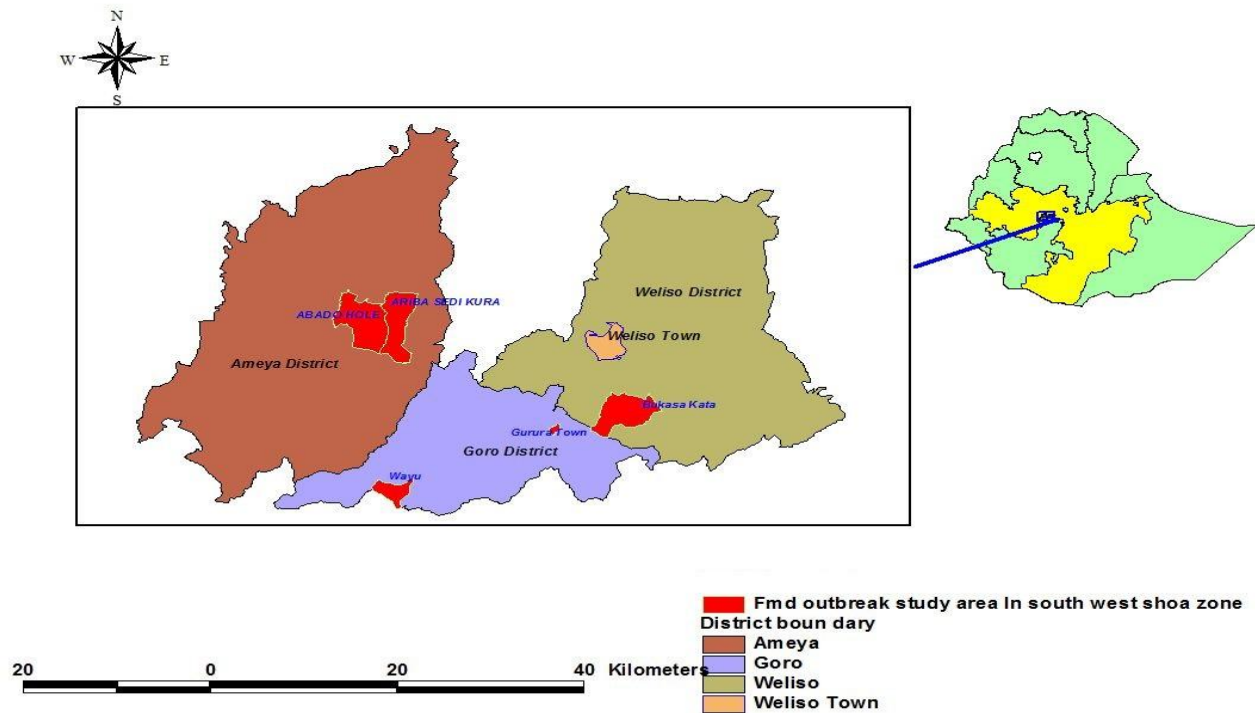 N
W E
S
Weliso District
ARIBA SEDI KURA
ABADO HOLE
Weliso Town
Ameya District
Bukasa Kata
Gurura Town
Goro District
Wayu
Fmd outbreak study area In south west shoa zone
District boun dary
Ameya
Goro
Weliso
Weliso Town
20 0 20 40 Kilometers